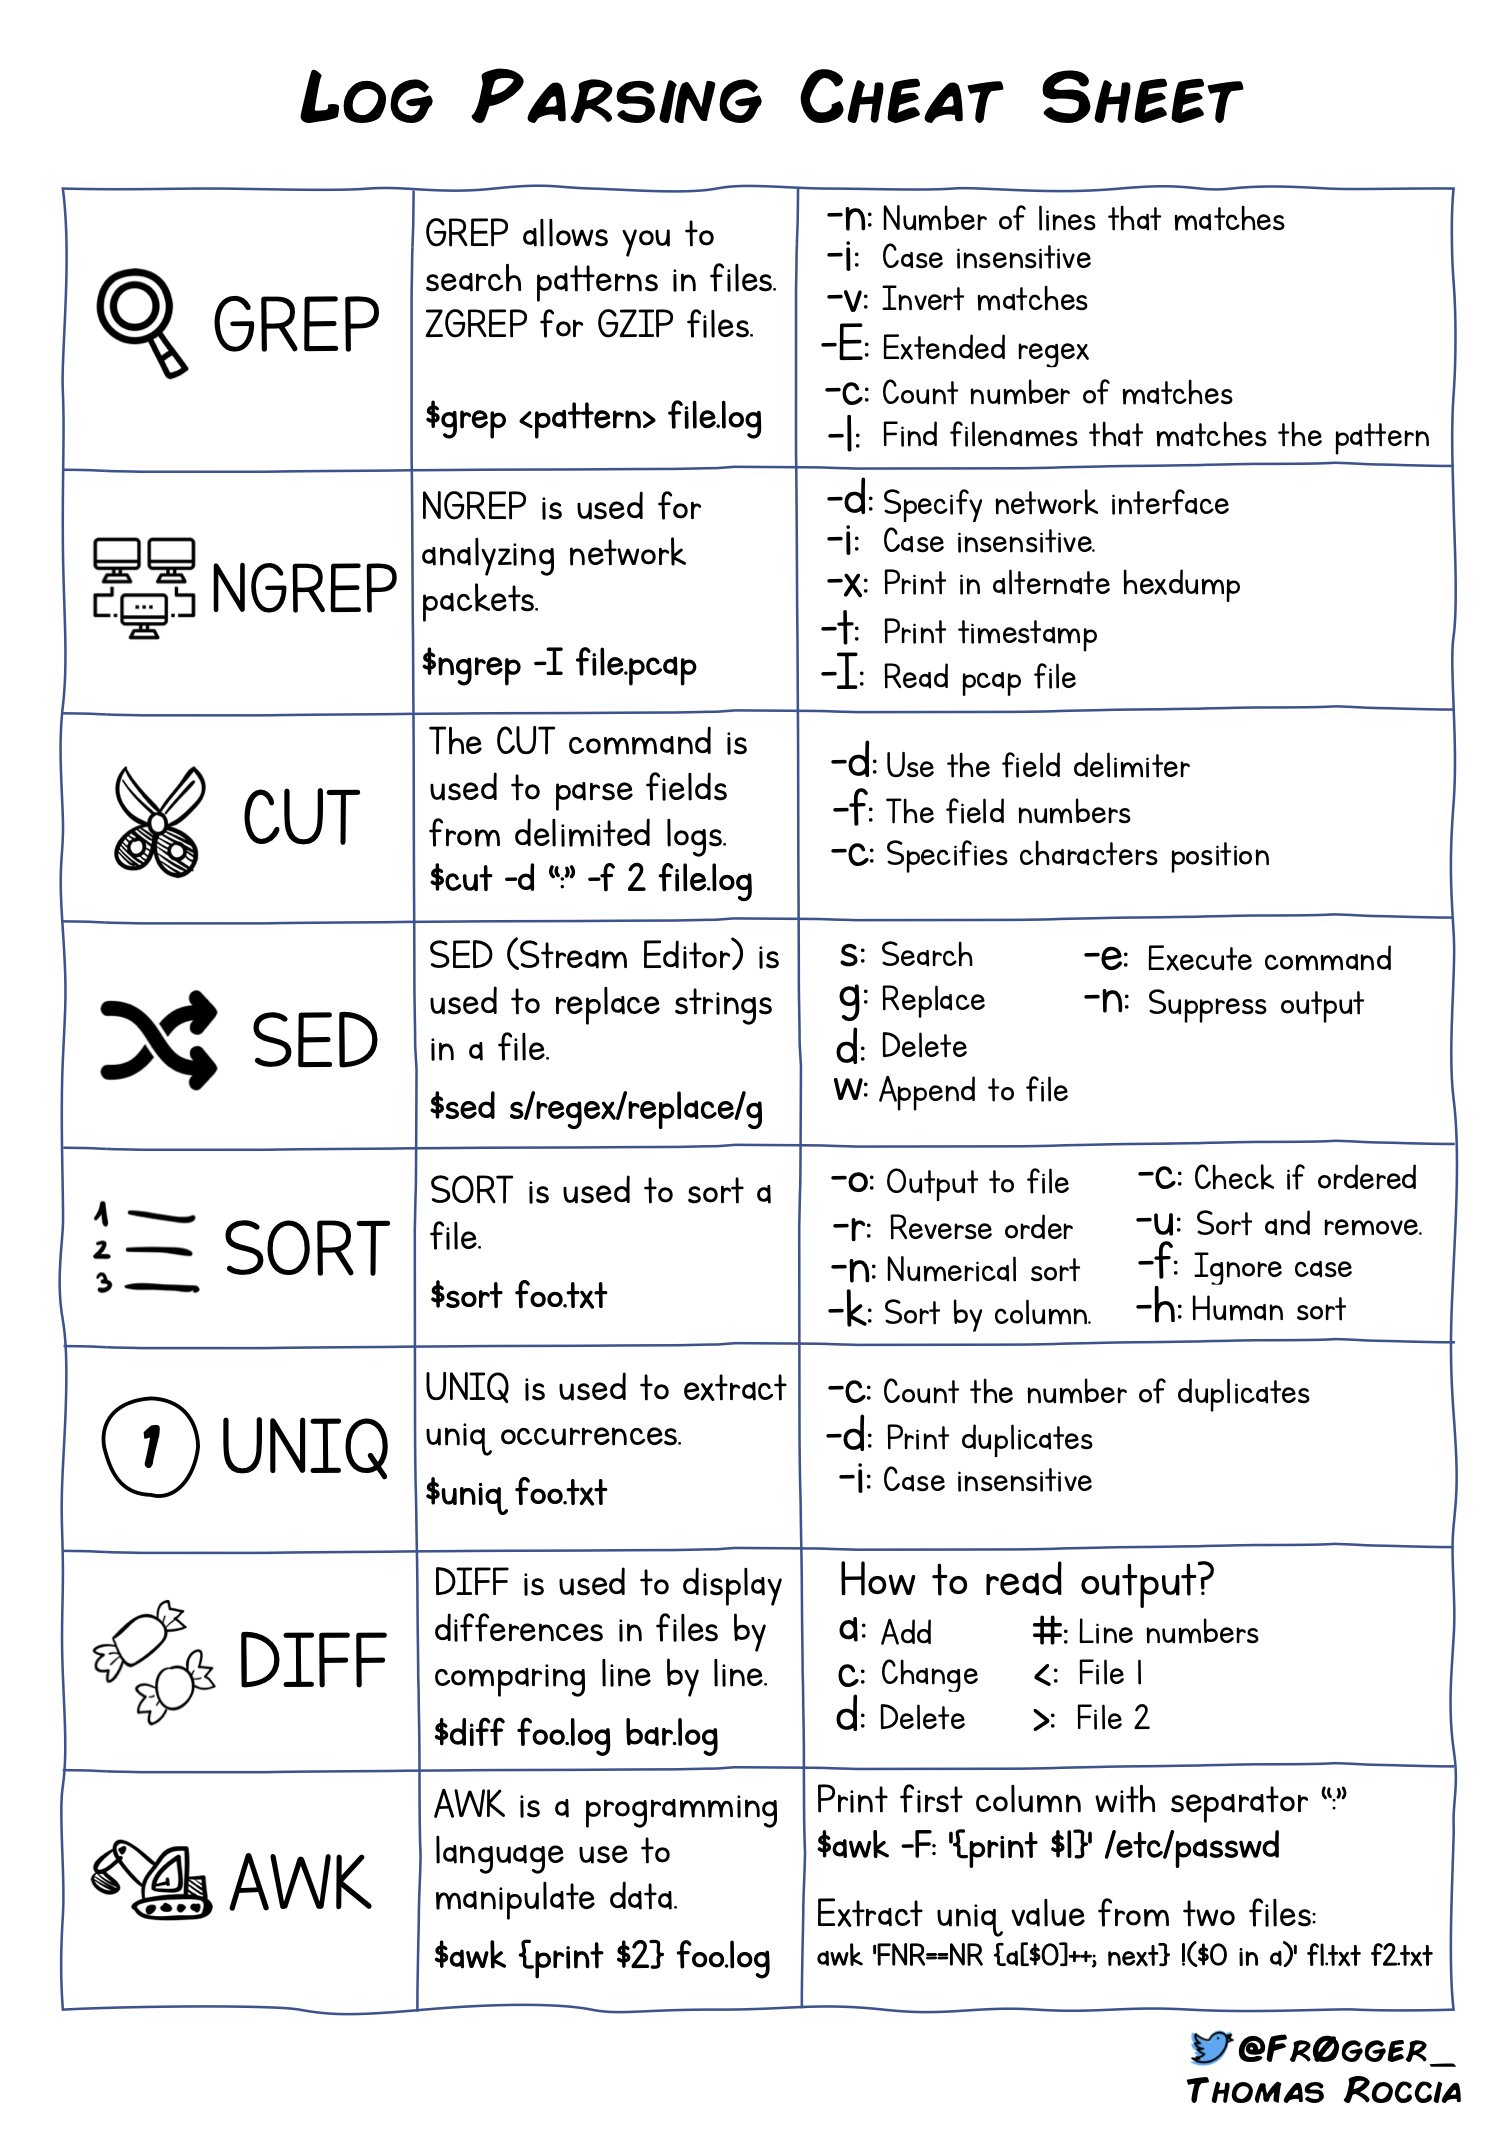 LOG PARSING CHEAT SHEET
GREP
GREP allows you to
search patterns in files.
ZGREP for GZIP files.
$grep <pattern> file.log
-n: Number of lines that matches
-i: Case insensitive
-v: Invert matches
-E: Extended regex
-c: Count number of matches
-l: Find filenames that matches the pattern
NGREP
NGREP is used for
analyzing network
packets.
$ngrep -I file.pcap
-d: Specify network interface
-i: Case insensitive.
-x: Print in alternate hexdump
-t: Print timestamp
-I: Read pcap file
CUT
The CUT command is
used to parse fields
from delimited logs.
$cut -d “:” -f 2 file.log
-d: Use the field delimiter
-f: The field numbers
-c: Specifies characters position
SED
SED (Stream Editor) is
used to replace strings
in a file.
$sed s/regex/replace/g
s: Search
g: Replace
d: Delete
w: Append to file
-e: Execute command
-n: Suppress output
1
2
3
SORT
SORT is used to sort a
file.
$sort foo.txt
-o: Output to file
-r: Reverse order
-n: Numerical sort
-k: Sort by column.
-c: Check if ordered
-u: Sort and remove.
-f: Ignore case
-h: Human sort
1
UNIQ
UNIQ is used to extract
uniq occurrences.
$uniq foo.txt
-c: Count the number of duplicates
-d: Print duplicates
-i: Case insensitive
DIFF
DIFF is used to display
differences in files by
comparing line by line.
$diff foo.log bar.log
How to read output?
a: Add
c: Change
d: Delete
#: Line numbers
<: File 1
>: File 2
AWK
AWK is a programming
language use to
manipulate data.
$awk {print $2} foo.log
Print first column with separator “:”
$awk -F: '{print $1}' /etc/passwd
Extract uniq value from two files:
awk 'FNR==NR {a[$0]++; next} !($0 in a)' f1.txt f2.txt
@FRØGGER_
THOMAS ROCCIA